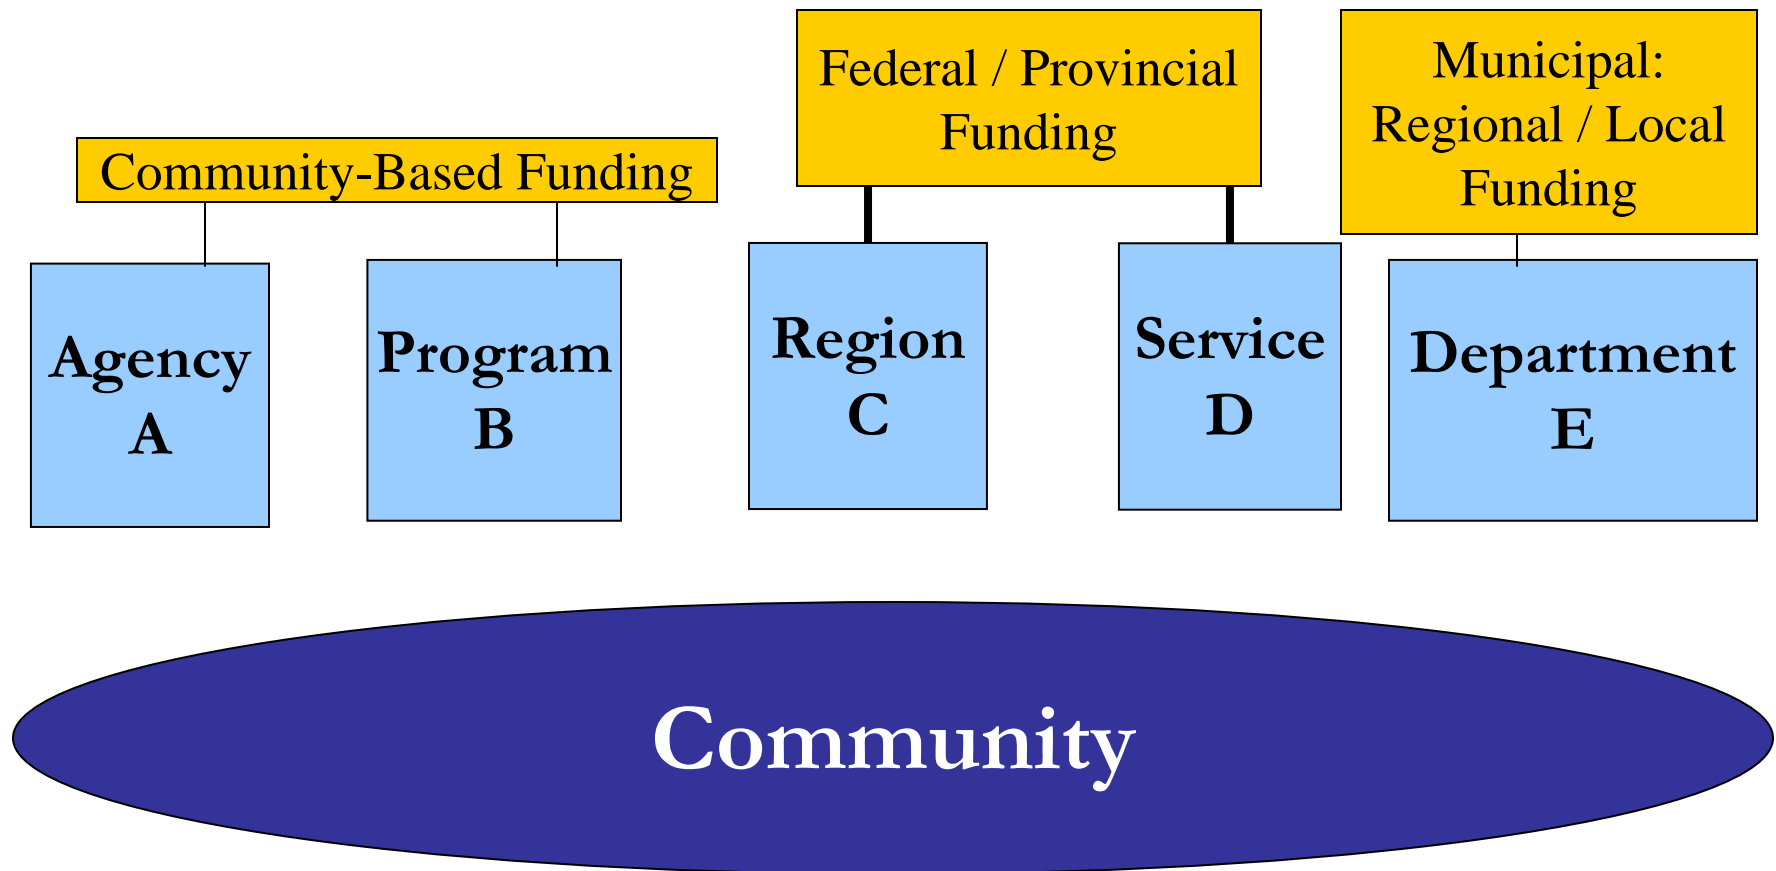 Federal / Provincial
Funding
Municipal:
Regional / Local
Funding
Community-Based Funding
Agency
A
Program
B
Region
C
Service
D
Department
E
Community